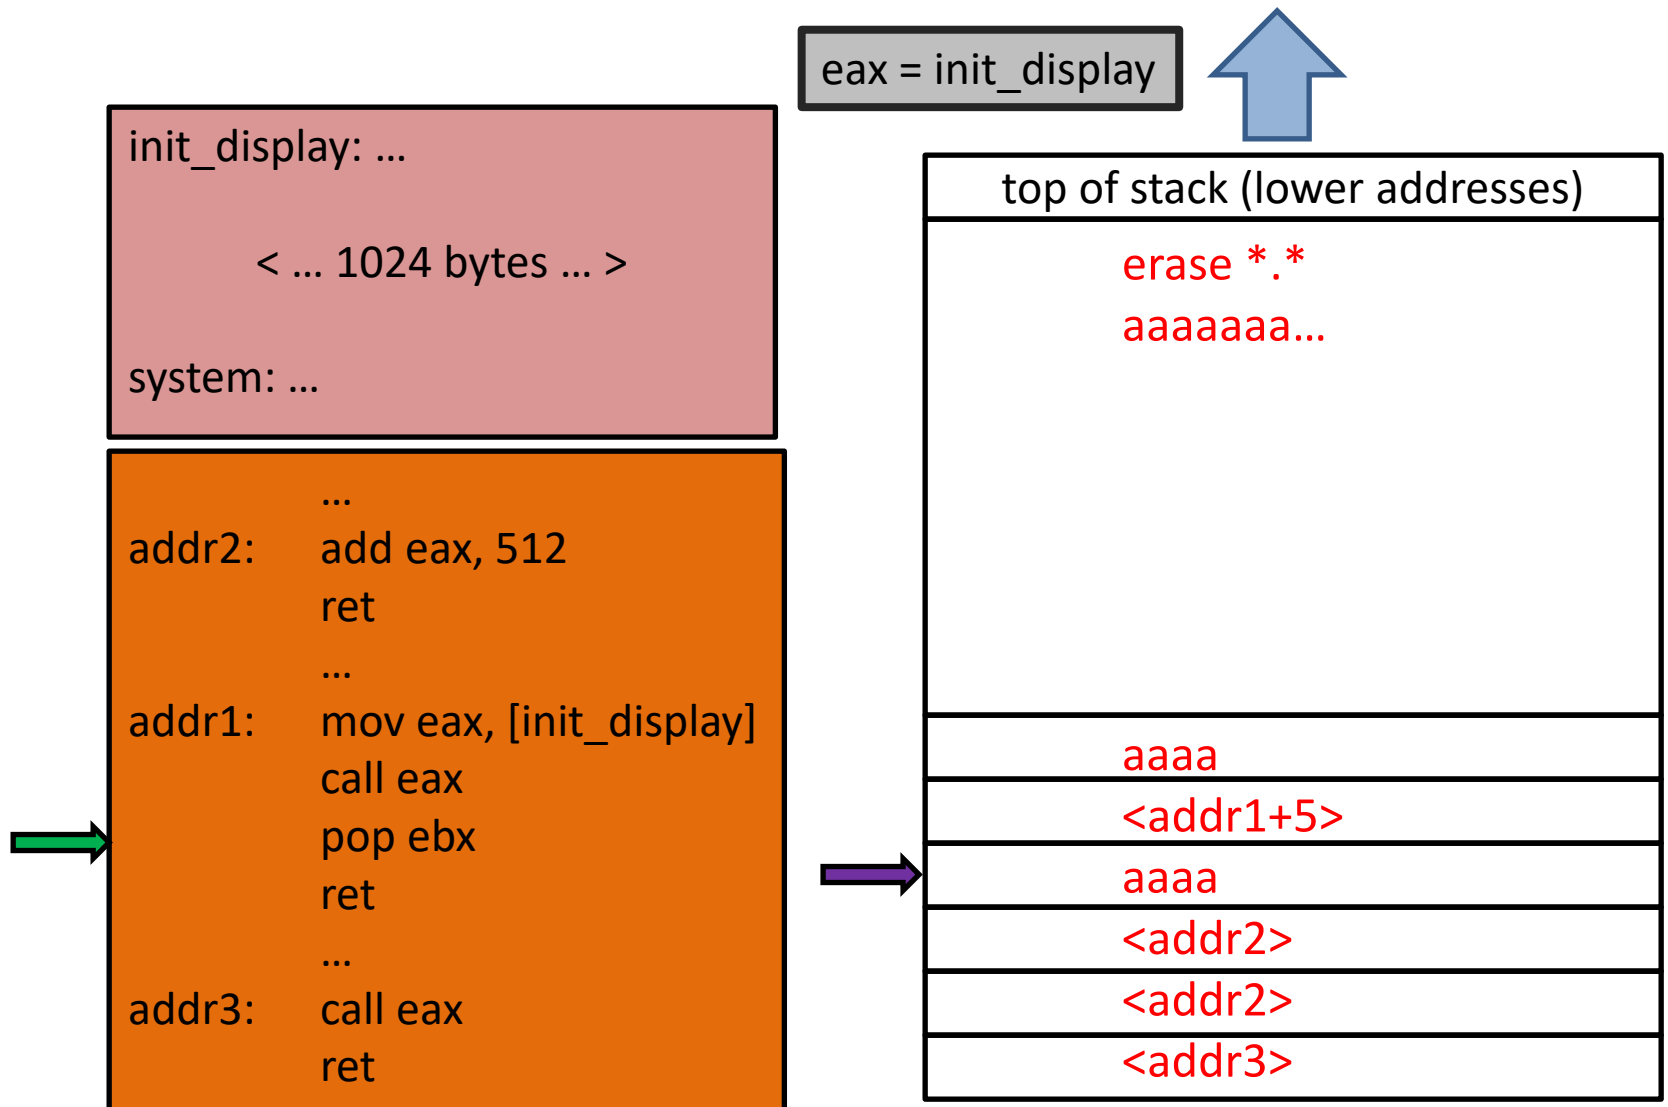 eax = init_display
init_display: …
< … 1024 bytes … >
system: …
…
addr2: add eax, 512
ret
…
addr1: mov eax, [init_display]
call eax
pop ebx
ret
…
addr3: call eax
ret
top of stack (lower addresses)
erase *.*
aaaaaaa…
aaaa
<addr1+5>
aaaa
<addr2>
<addr2>
<addr3>